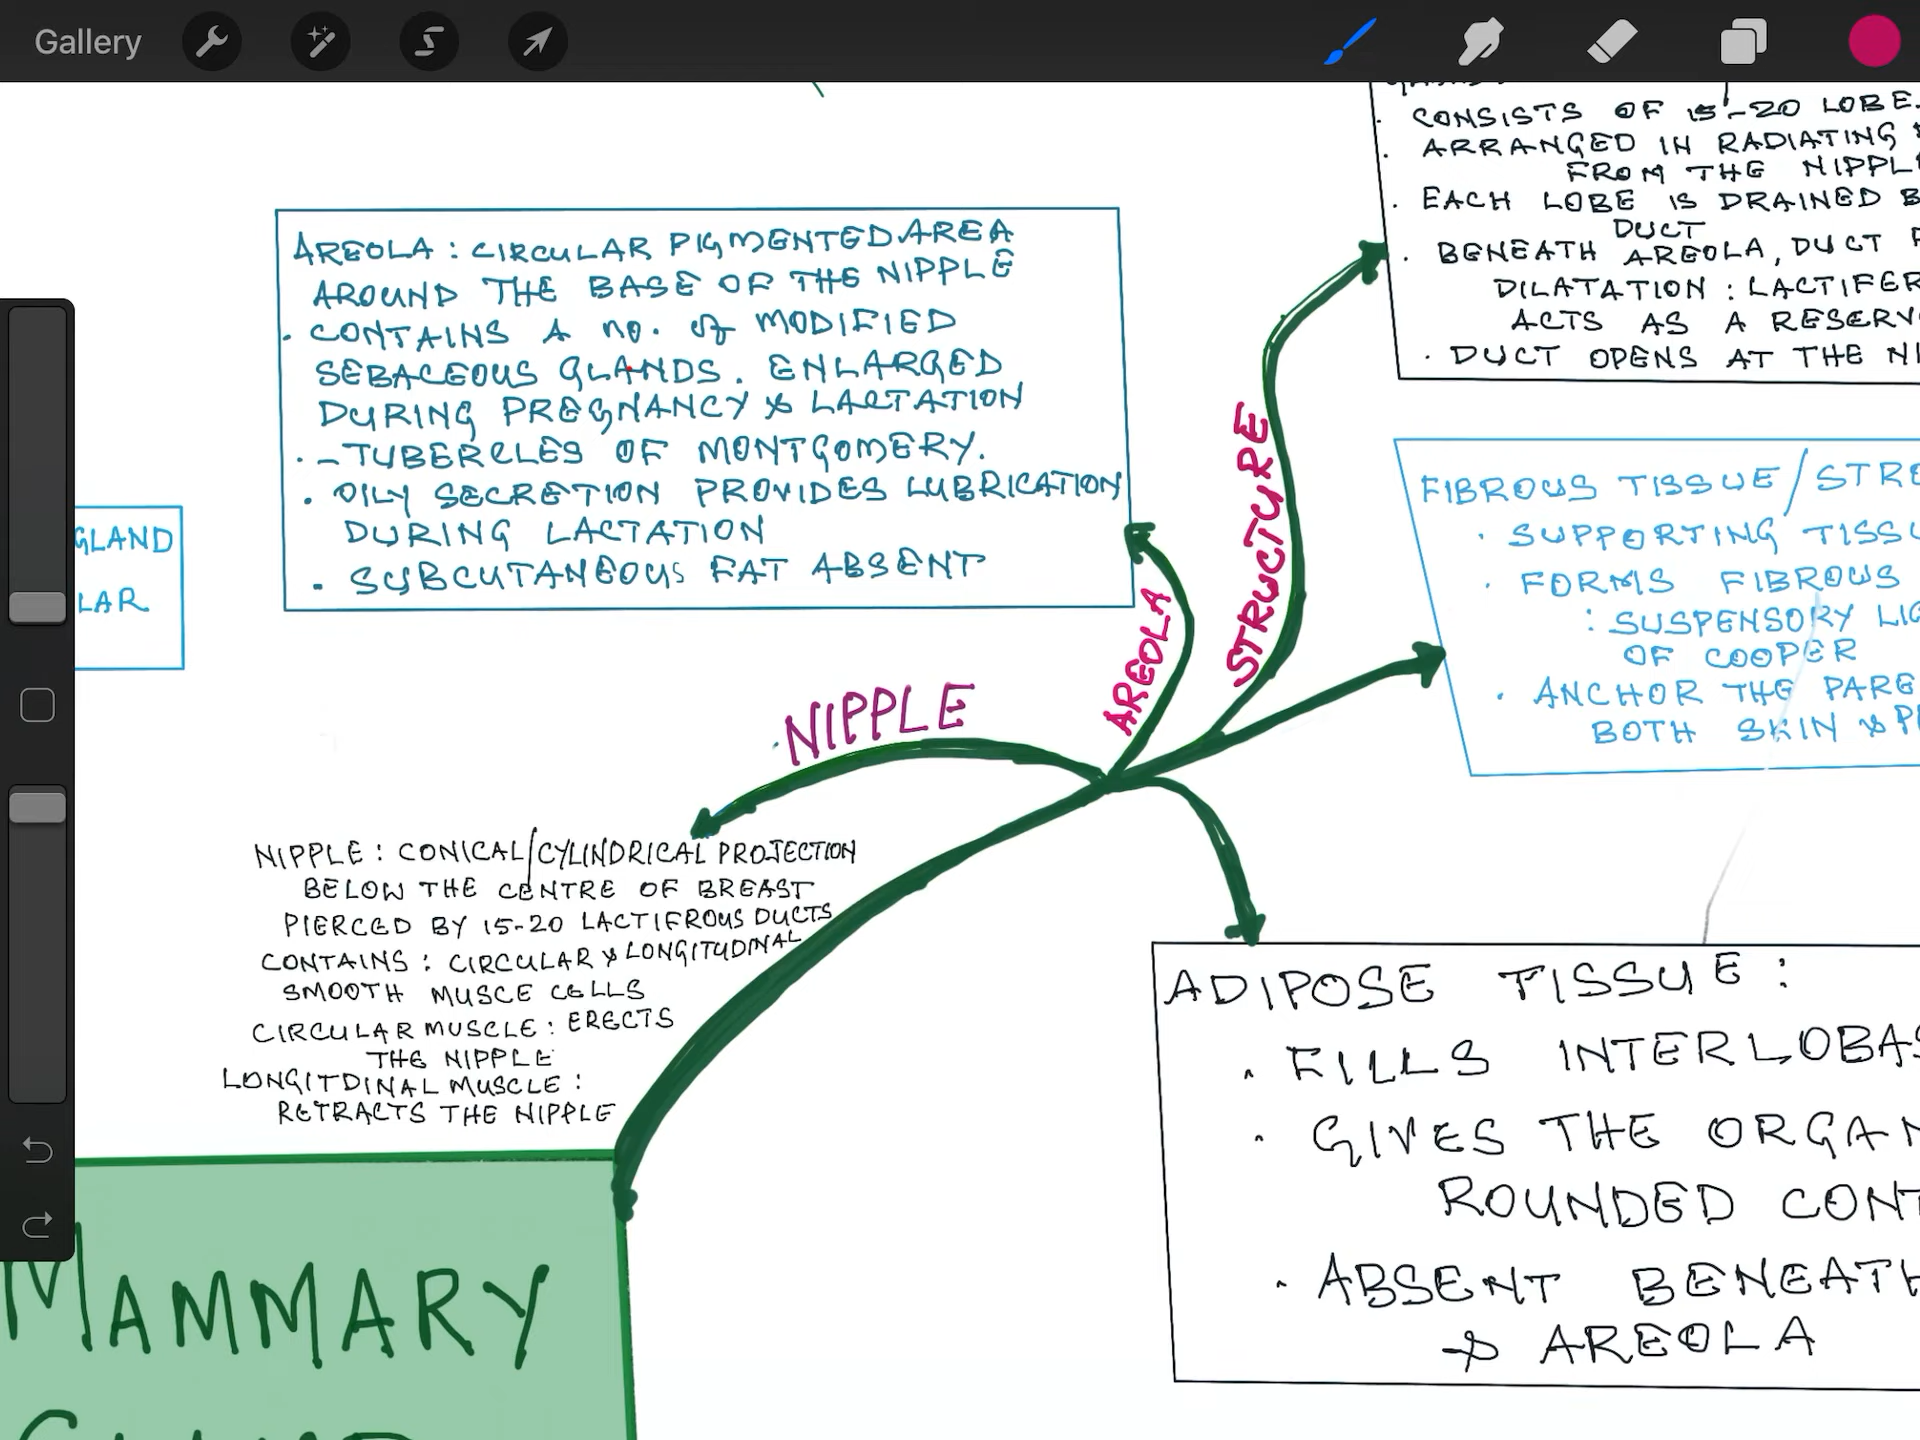 Gallery
CONSISTS OF 15-20 LOBE
ARRANGED IN RADIATING
FROM THE NIPPL
EACH LOBE IS DRAINED B
DUCT
BENEATH AREOLA, DUCT
DILATATION : LACTIFER
ACTS AS A RESERV
DUCT OPENS AT THE NI
AREOLA : CIRCULAR PIGMENTED AREA
AROUND THE BASE OF THE NIPPLE
. CONTAINS A no. of MODIFIED
SEBACEOUS GLANDS. ENLARGED
DURING PREGNANCY & LACTATION
. - TUBERCLES OF MONTGOMERY.
. OILY SECRETION PROVIDES LUBRICATION
DURING LACTATION
. SUBCUTANEOUS FAT ABSENT
GLAND
LAR
STRUCTURE
AREOLA
NIPPLE
FIBROUS TISSUE / STRO
. SUPPORTING TISSU
. FORMS FIBROUS
: SUSPENSORY LIG
OF COOPER
. ANCHOR THE PARE
BOTH SKIN & P
NIPPLE : CONICAL/CYLINDRICAL PROJECTION
BELOW THE CENTRE OF BREAST
PIERCED BY 15-20 LACTIFROUS DUCTS
CONTAINS : CIRCULAR & LONGITUDINAL
SMOOTH MUSCE CELLS
CIRCULAR MUSCLE : ERECTS
THE NIPPLE
LONGITDINAL MUSCLE :
RETRACTS THE NIPPLE
ADIPOSE TISSUE :
. FILLS INTERLOBA
. GIVES THE ORGAN
ROUNDED CONT
. ABSENT BENEATH
& AREOLA
MAMMARY
GLAND